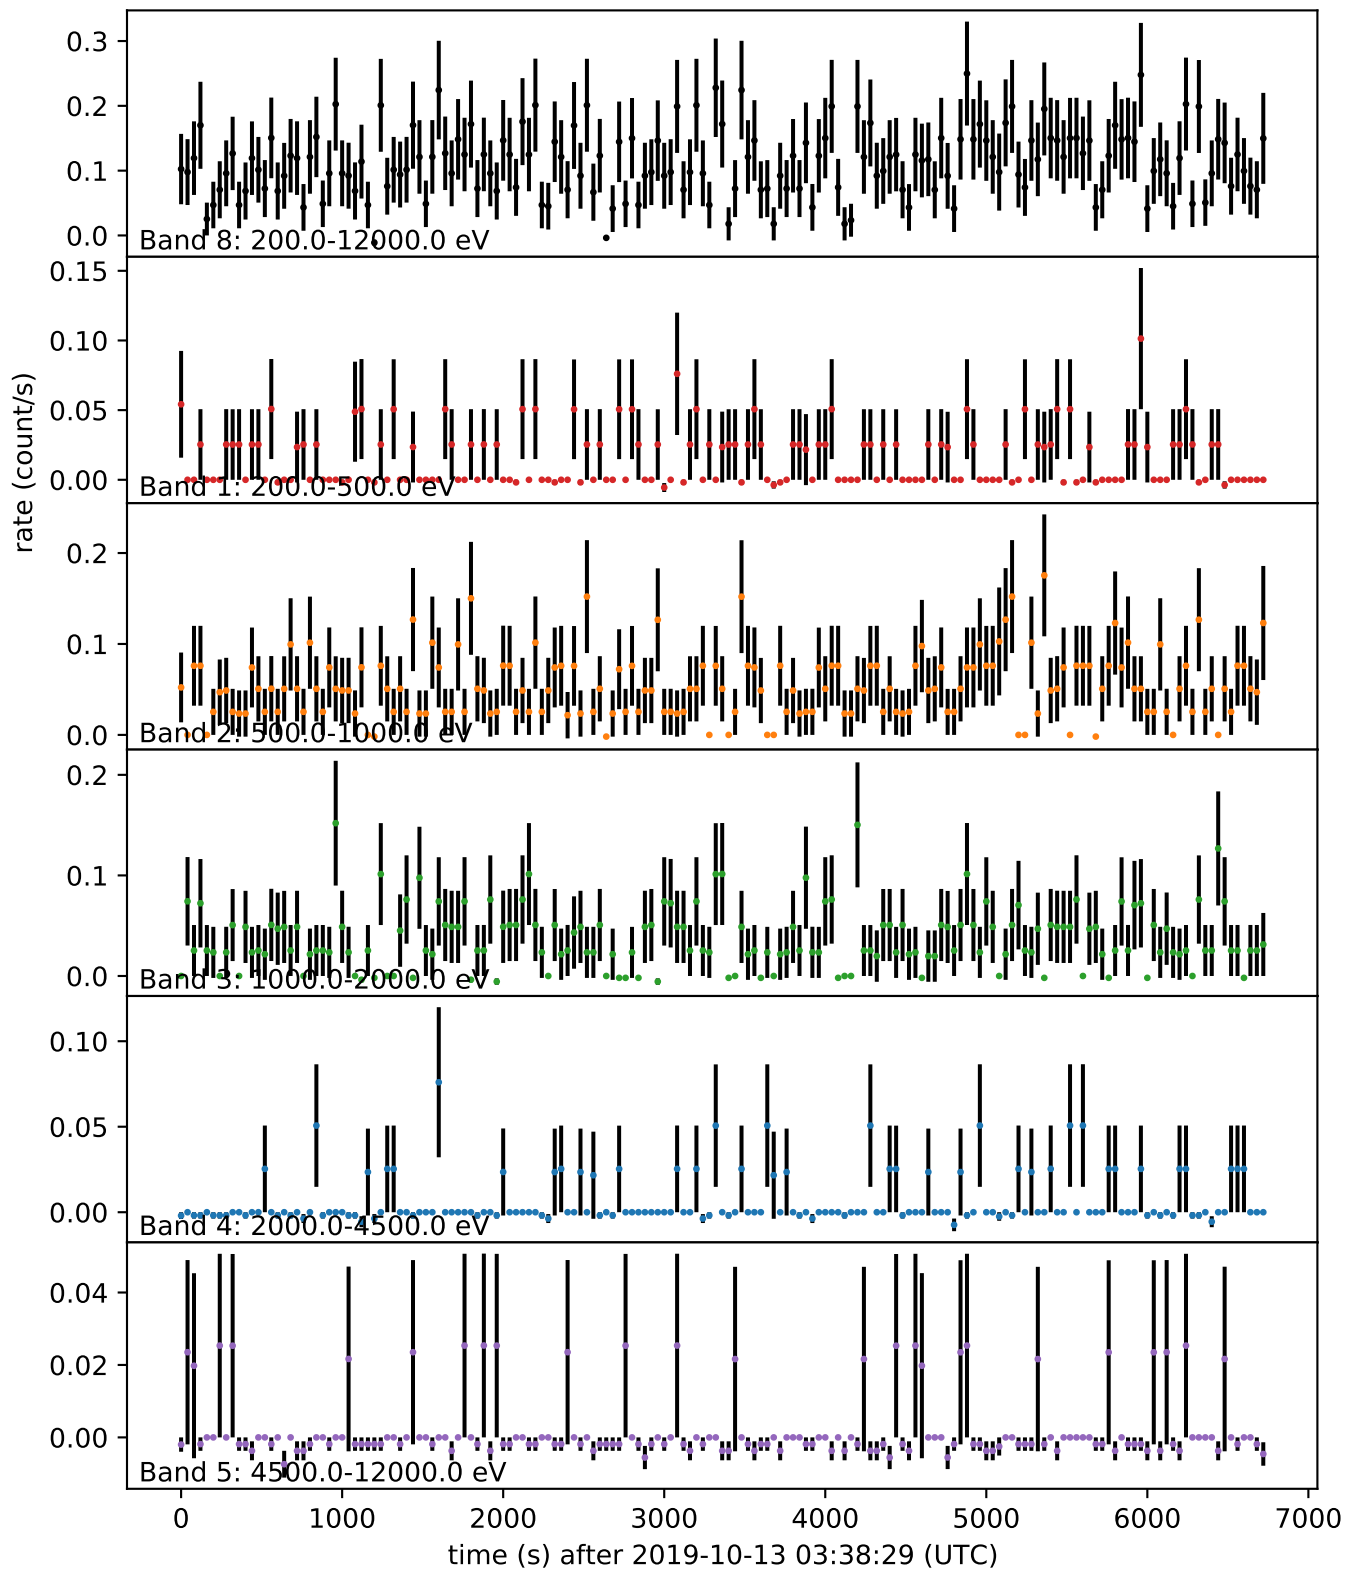 0.3
0.2
0.1
0.0
Band 8: 200.0-12000.0 eV
0.15
0.10
0.05
0.00
Band 1: 200.0-500.0 eV
rate (count/s)
0.2
0.1
0.0
Band 2: 500.0-1000.0 eV
0.2
0.1
0.0
Band 3: 1000.0-2000.0 eV
0.10
0.05
0.00
Band 4: 2000.0-4500.0 eV
0.04
0.02
0.00
Band 5: 4500.0-12000.0 eV
0 1000 2000 3000 4000 5000 6000 7000
time (s) after 2019-10-13 03:38:29 (UTC)